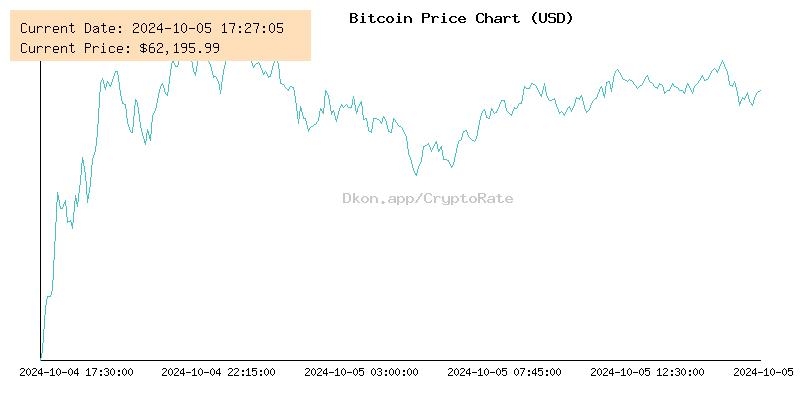 Bitcoin Price Chart (USD)
Current Date: 2024-10-05 17:27:05
Current Price: $62,195.99
Dkon.app/CryptoRate
2024-10-04 17:30:00 2024-10-04 22:15:00 2024-10-05 03:00:00 2024-10-05 07:45:00 2024-10-05 12:30:00 2024-10-05